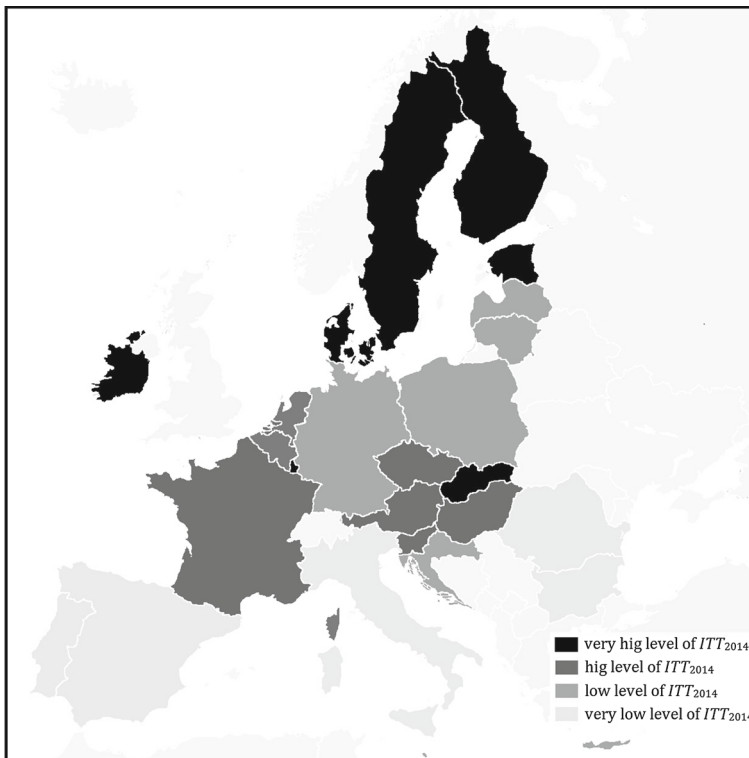 very hig level of ITT2014
hig level of ITT2014
low level of ITT2014
very low level of ITT2014